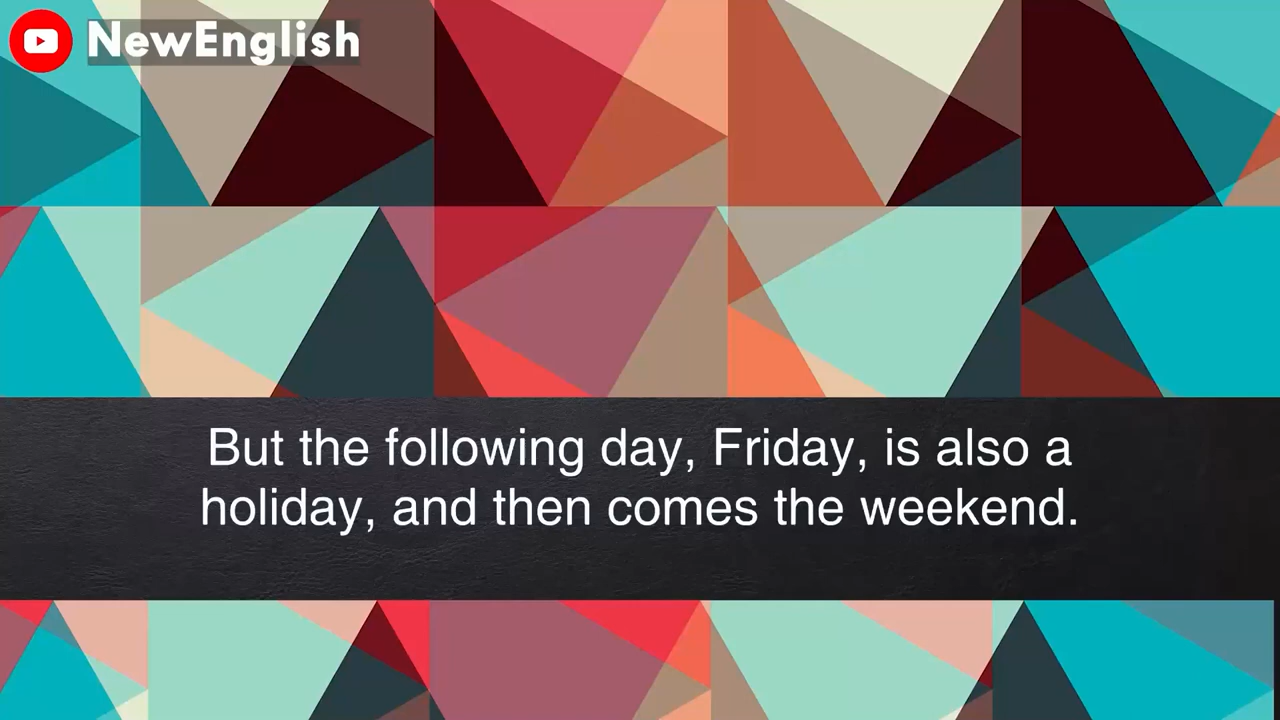 NewEnglish
But the following day, Friday, is also a
holiday, and then comes the weekend.